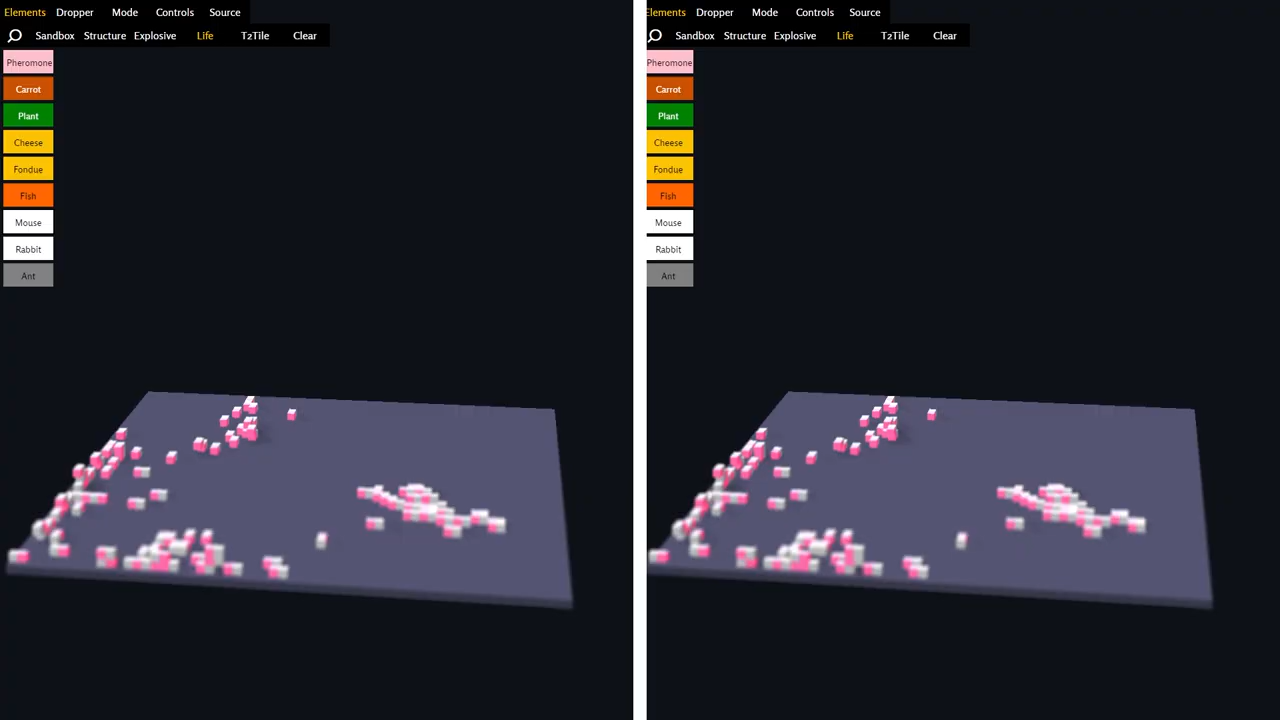 Elements Dropper Mode Controls Source
Sandbox Structure Explosive Life T2Tile Clear
Pheromone
Carrot
Plant
Cheese
Fondue
Fish
Mouse
Rabbit
Ant
Elements Dropper Mode Controls Source
Sandbox Structure Explosive Life T2Tile Clear
Pheromone
Carrot
Plant
Cheese
Fondue
Fish
Mouse
Rabbit
Ant